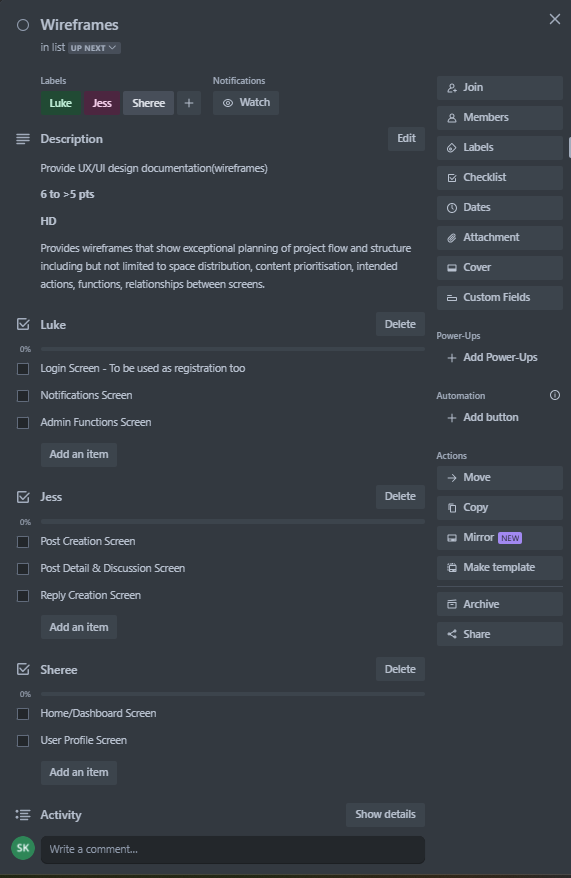 Wireframes
in list UP NEXT
Labels
Notifications
Luke Jess Sheree + Watch
Description
Edit
Provide UX/UI design documentation(wireframes)
6 to >5 pts
HD
Provides wireframes that show exceptional planning of project flow and structure
including but not limited to space distribution, content prioritisation, intended
actions, functions, relationships between screens.
Luke
Delete
0%
Login Screen - To be used as registration too
Notifications Screen
Admin Functions Screen
Add an item
Jess
Delete
0%
Post Creation Screen
Post Detail & Discussion Screen
Reply Creation Screen
Add an item
Sheree
Delete
0%
Home/Dashboard Screen
User Profile Screen
Add an item
Activity
Show details
SK
Write a comment...
Join
Members
Labels
Checklist
Dates
Attachment
Cover
Custom Fields
Power-Ups
+ Add Power-Ups
Automation
+ Add button
Actions
Move
Copy
Mirror NEW
Make template
Archive
Share